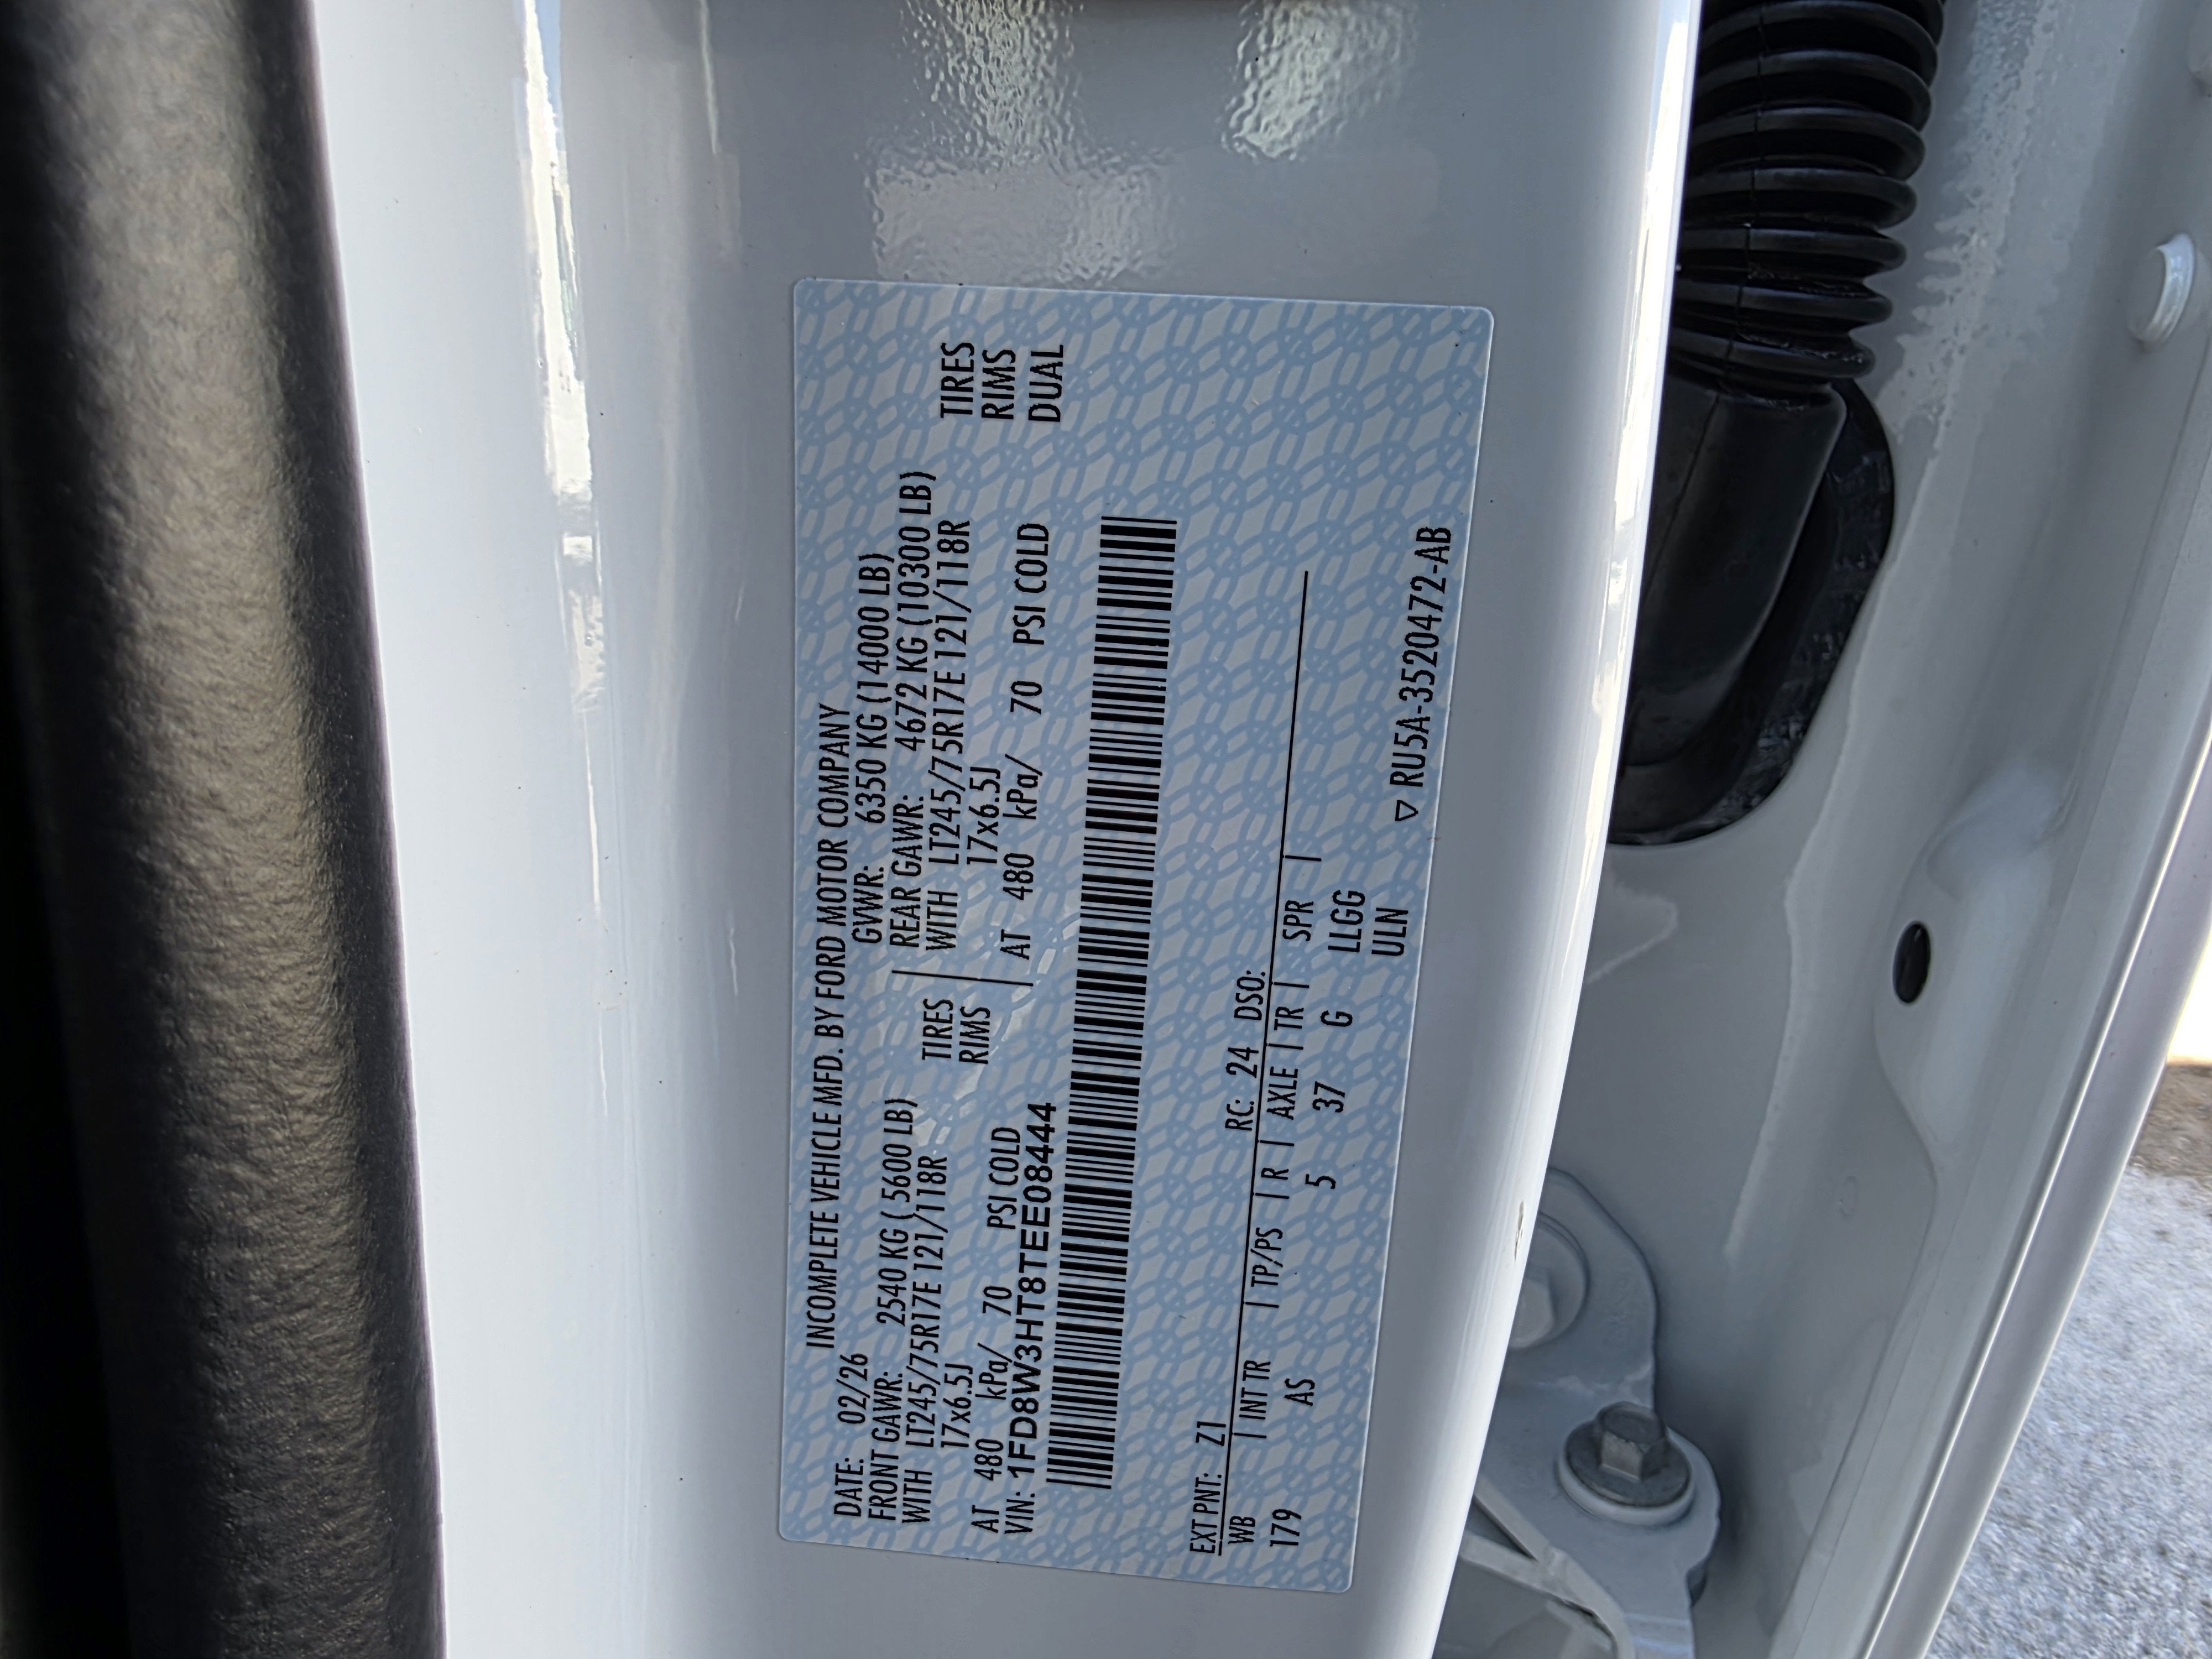 INCOMPLETE VEHICLE MFD. BY FORD MOTOR COMPANY
DATE: 02/26 GVWR: 6350 KG (14000 LB)
FRONT GAWR: 2540 KG ( 5600 LB) REAR GAWR: 4672 KG (10300 LB)
WITH LT245/75R17E 121/118R TIRES WITH LT245/75R17E 121/118R TIRES
17x6.5J RIMS 17x6.5J RIMS
AT 480 kPa/ 70 PSI COLD AT 480 kPa/ 70 PSI COLD DUAL
VIN: 1FD8W3HT8TEE08444
EXT PNT: Z1 RC: 24 DSO:
WB | INT TR | TP/PS | R | AXLE | TR | SPR |
179 AS 5 37 G LLGG
ULN
▽ RU5A-3520472-AB